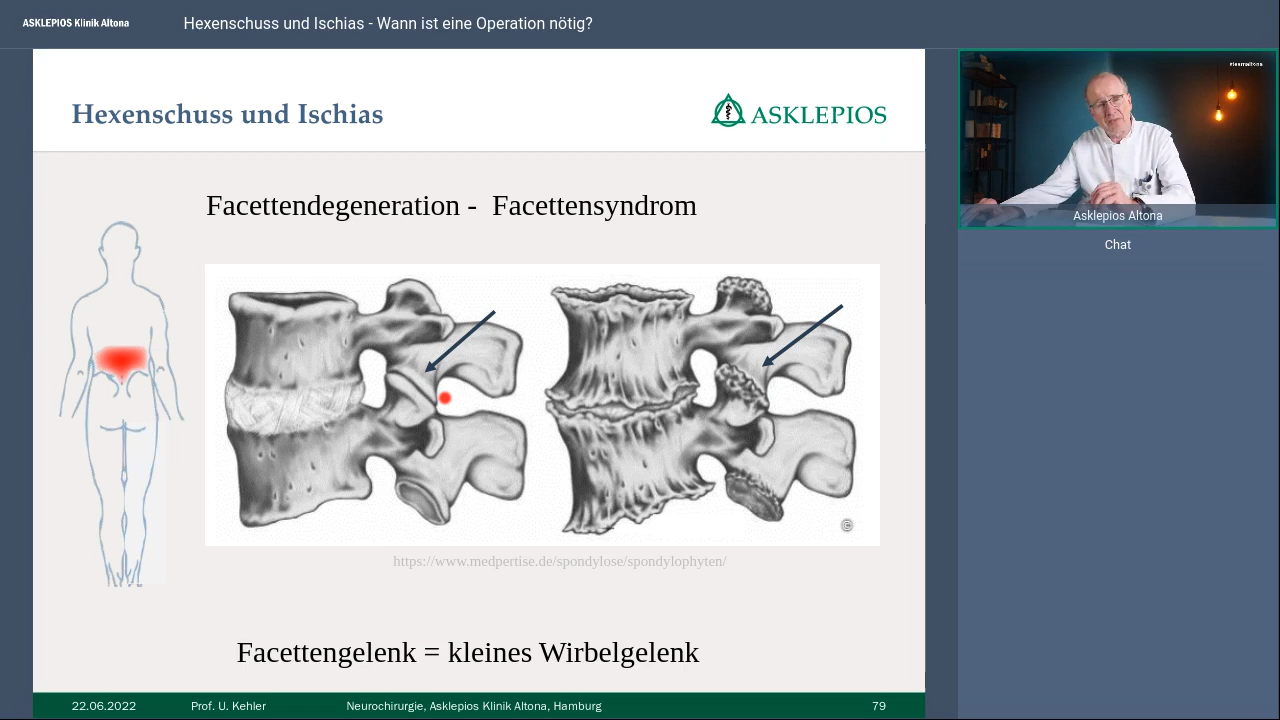 ASKLEPIOS Klinik Altona
Hexenschuss und Ischias - Wann ist eine Operation nötig?
Hexenschuss und Ischias
ASKLEPIOS
#teamaltona
Asklepios Altona
Chat
Facettendegeneration - Facettensyndrom
©
https://www.medpertise.de/spondylose/spondylophyten/
Facettengelenk = kleines Wirbelgelenk
22.06.2022 Prof. U. Kehler Neurochirurgie, Asklepios Klinik Altona, Hamburg 79